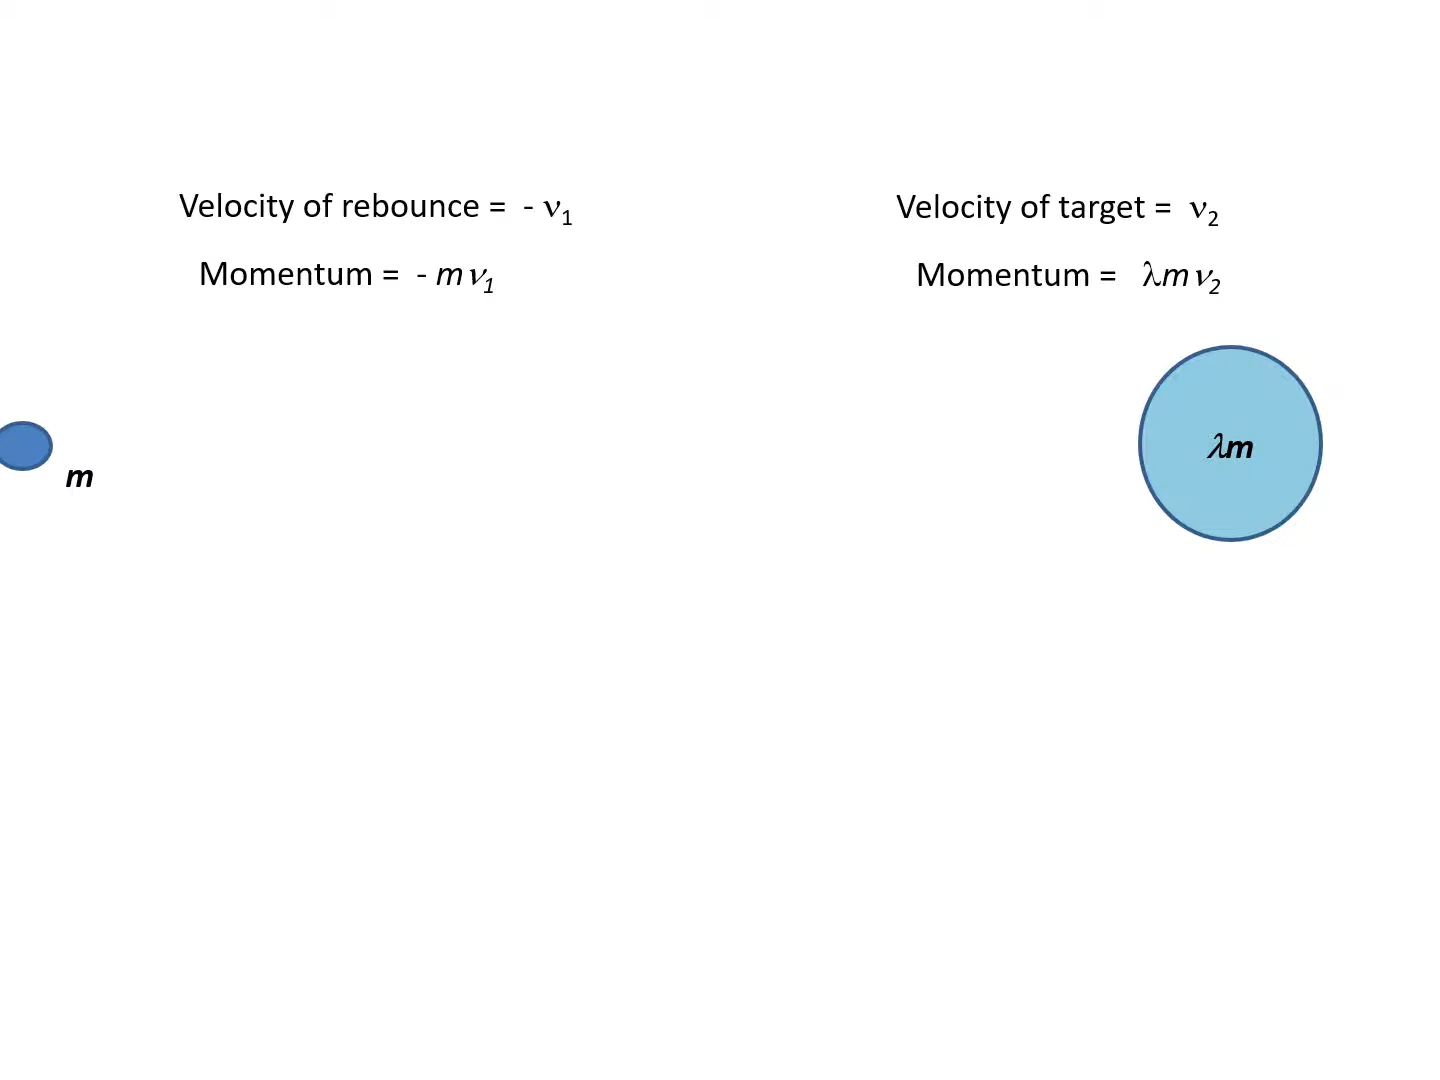 Velocity of rebounce = - ν₁
Velocity of target = ν₂
Momentum = - mν₁
Momentum = λmν₂
λm
m